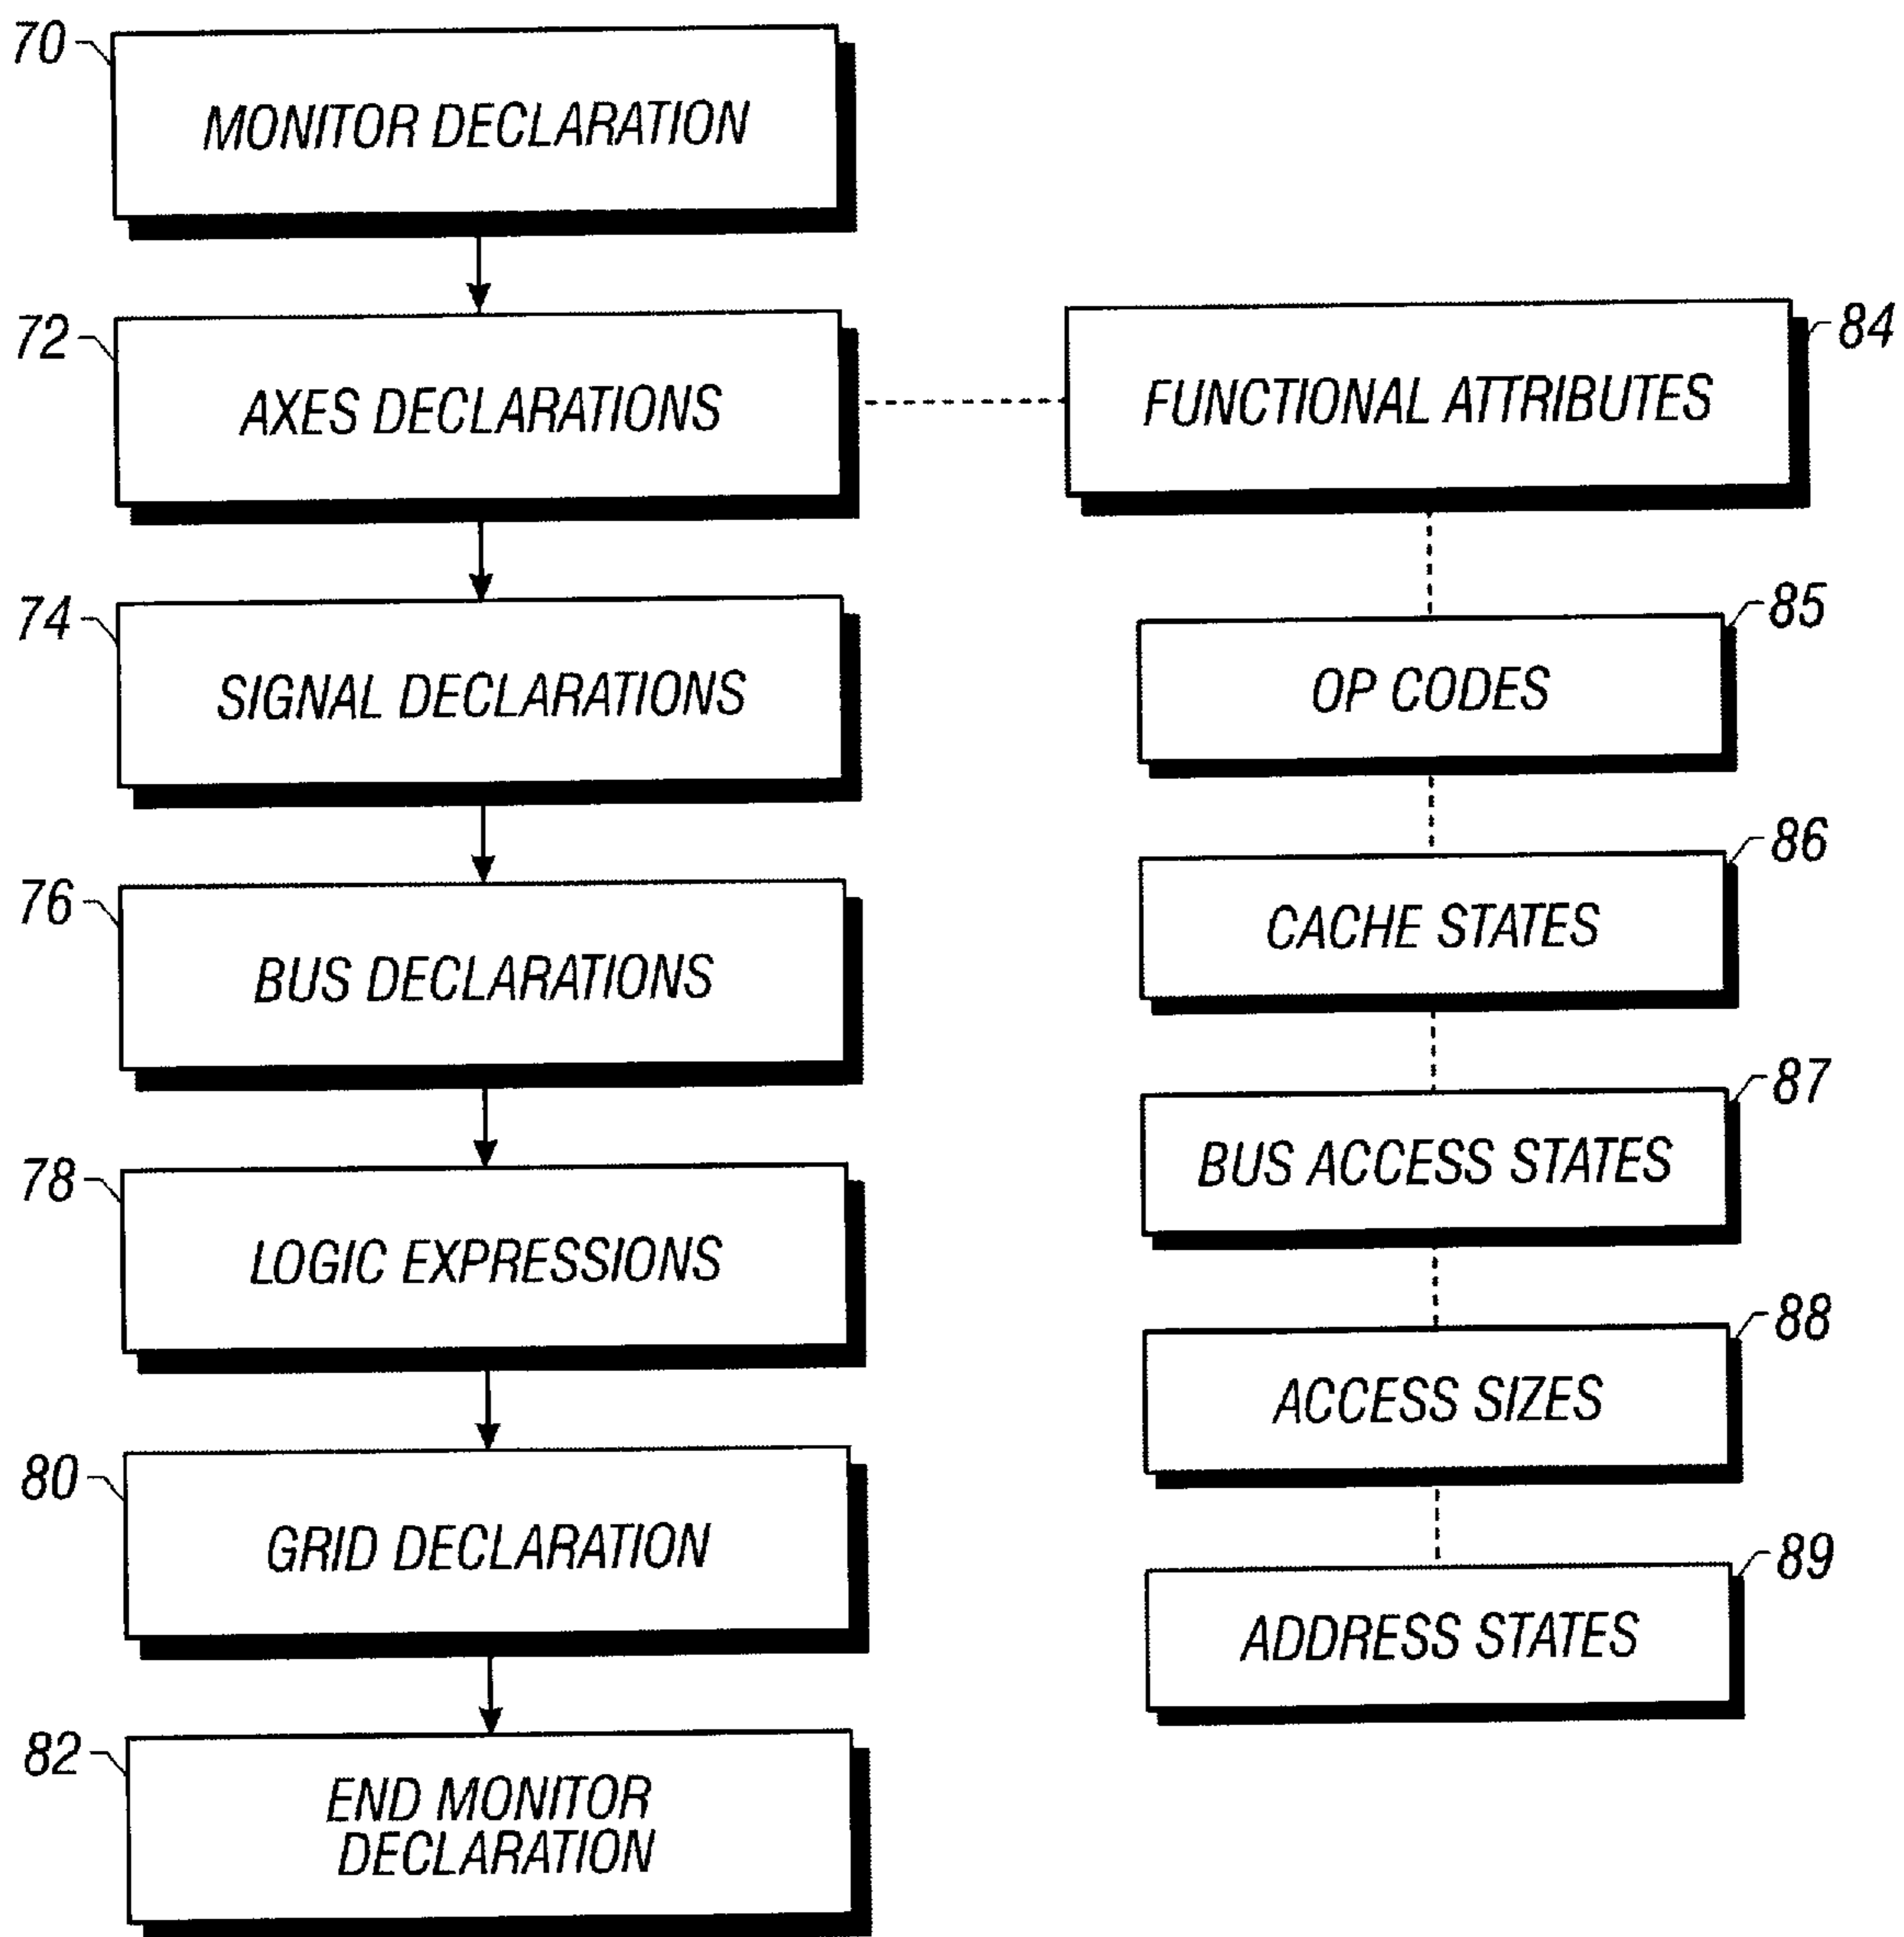 70
MONITOR DECLARATION
72
AXES DECLARATIONS
84
FUNCTIONAL ATTRIBUTES
74
SIGNAL DECLARATIONS
85
OP CODES
76
BUS DECLARATIONS
86
CACHE STATES
78
LOGIC EXPRESSIONS
87
BUS ACCESS STATES
80
GRID DECLARATION
88
ACCESS SIZES
82
END MONITOR
DECLARATION
89
ADDRESS STATES